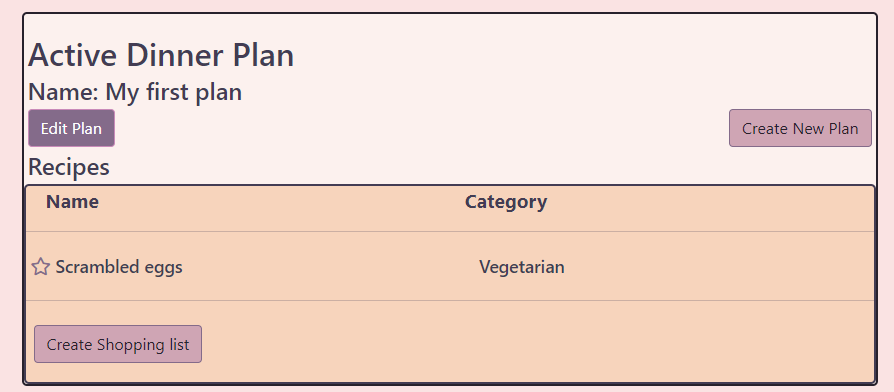 Active Dinner Plan
Name: My first plan
Edit Plan Create New Plan
Recipes
Name Category
Scrambled eggs Vegetarian
Create Shopping list